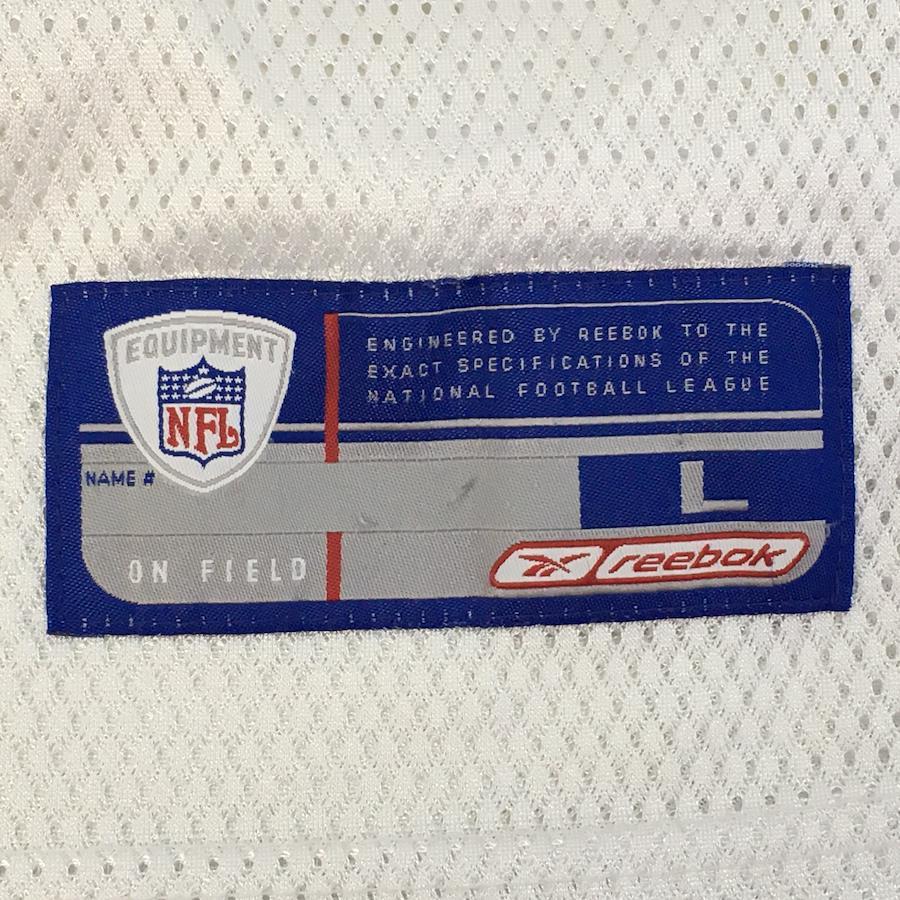 EQUIPMENT
NFL
ENGINEERED BY REEBOK TO THE
EXACT SPECIFICATIONS OF THE
NATIONAL FOOTBALL LEAGUE
NAME #
L
ON FIELD
reebok